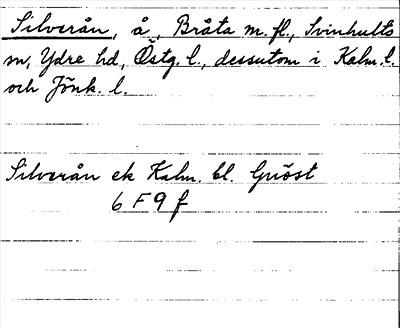 Silverån, å, Bråta m. fl., Svinhults
sn, Ydre hd, Östg. l., dessutom i Kalm. l.
och Jönk. l.
Silverån ek Kalm. bl. Gnöst
6 F 9 f